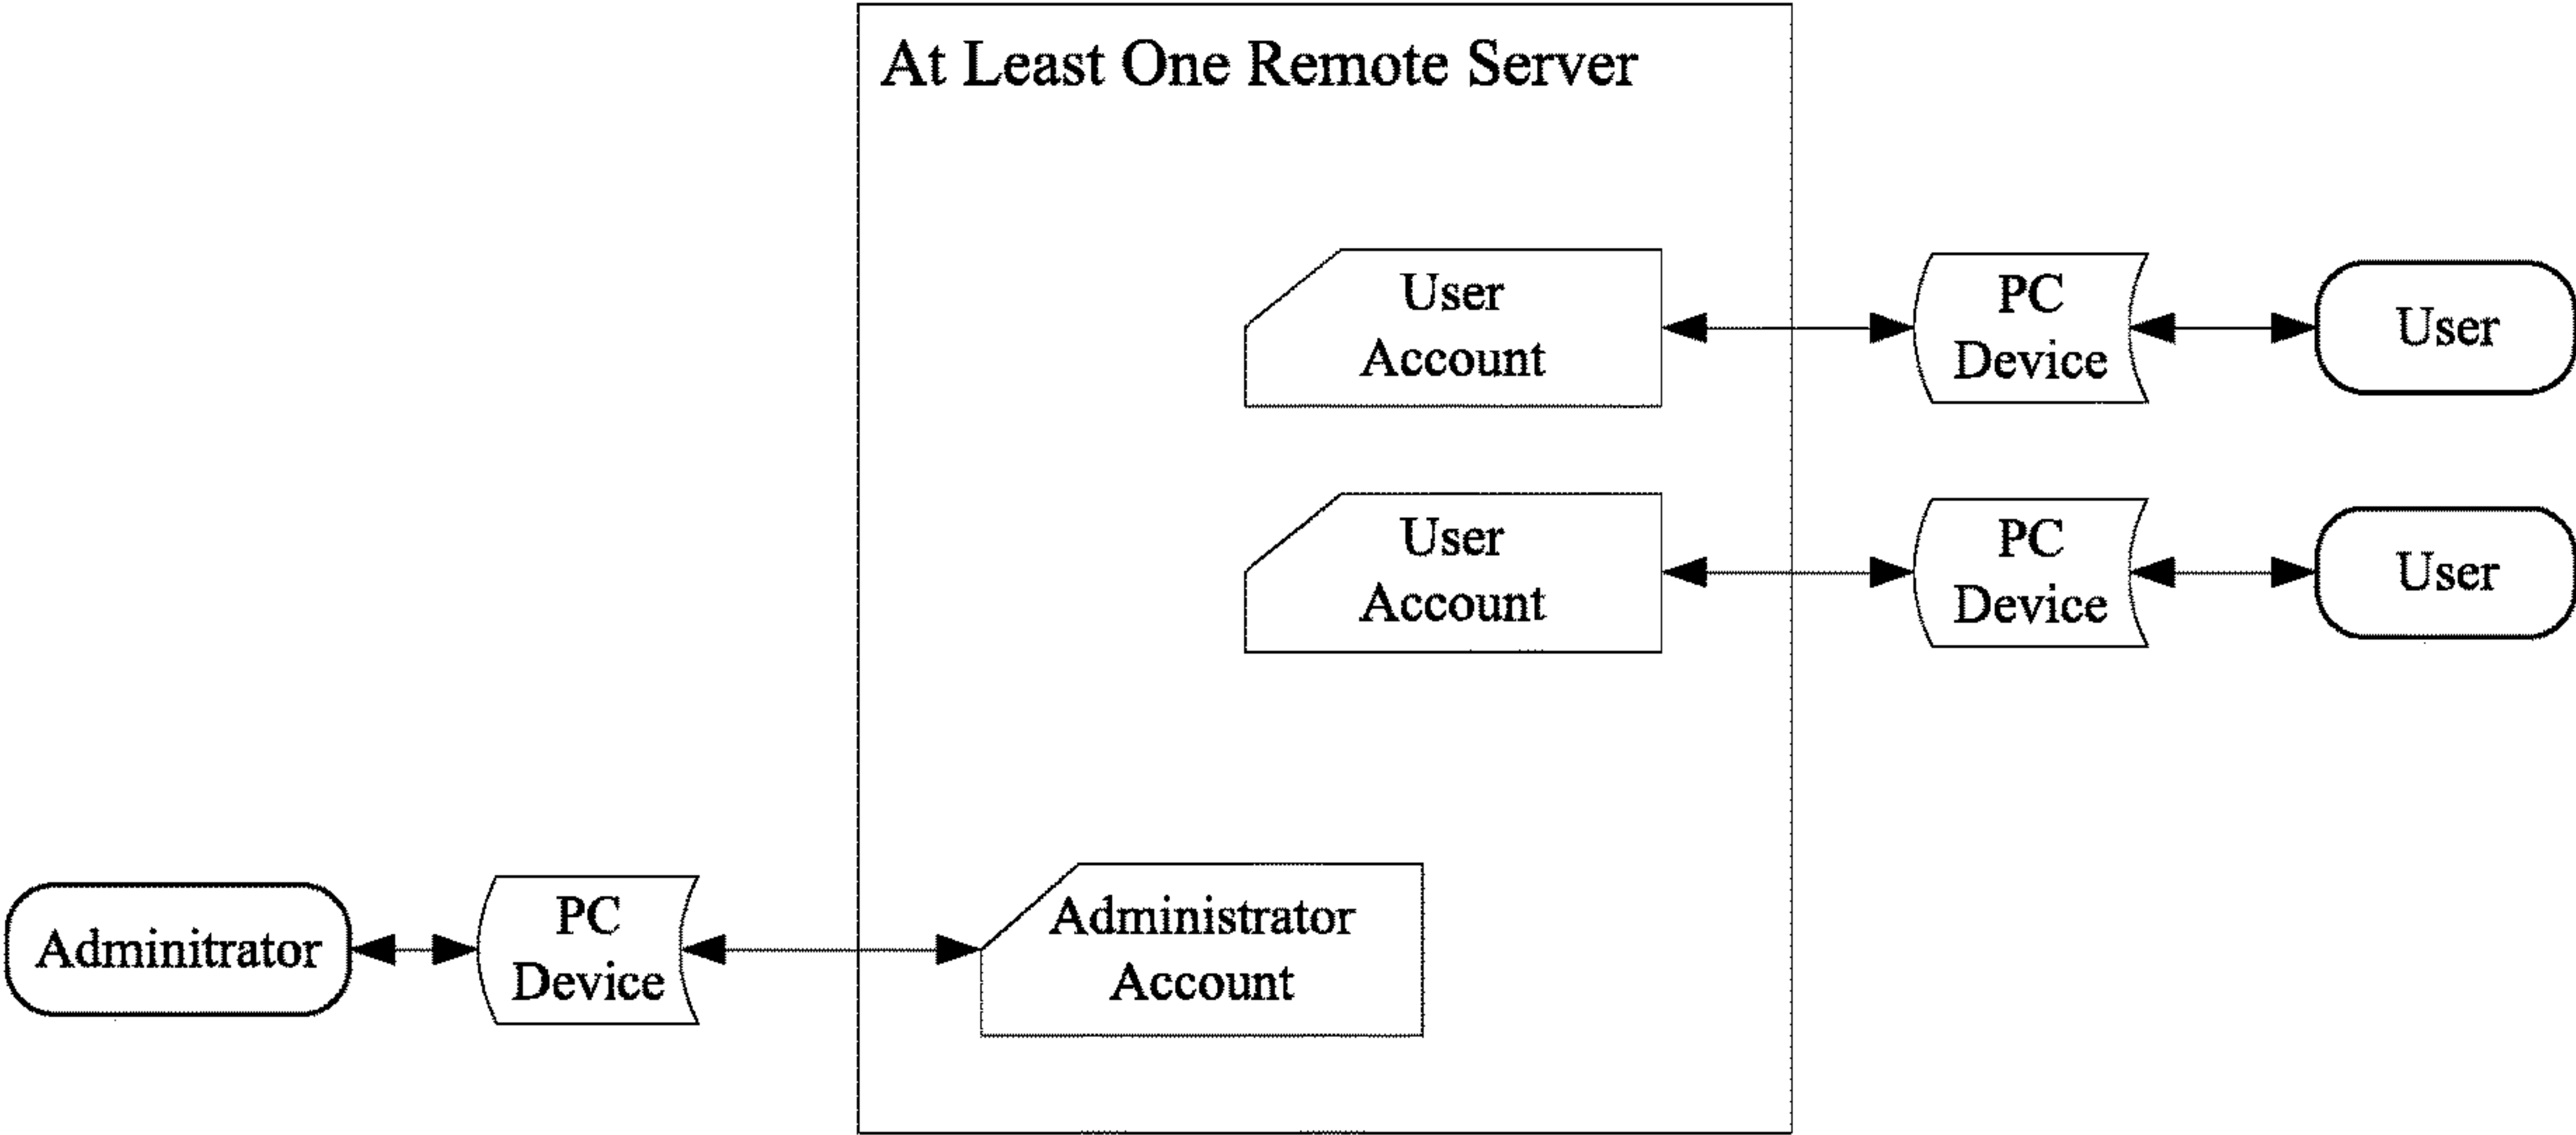 At Least One Remote Server
User
Account
PC
Device
User
User
Account
PC
Device
User
Adminitrator
PC
Device
Administrator
Account